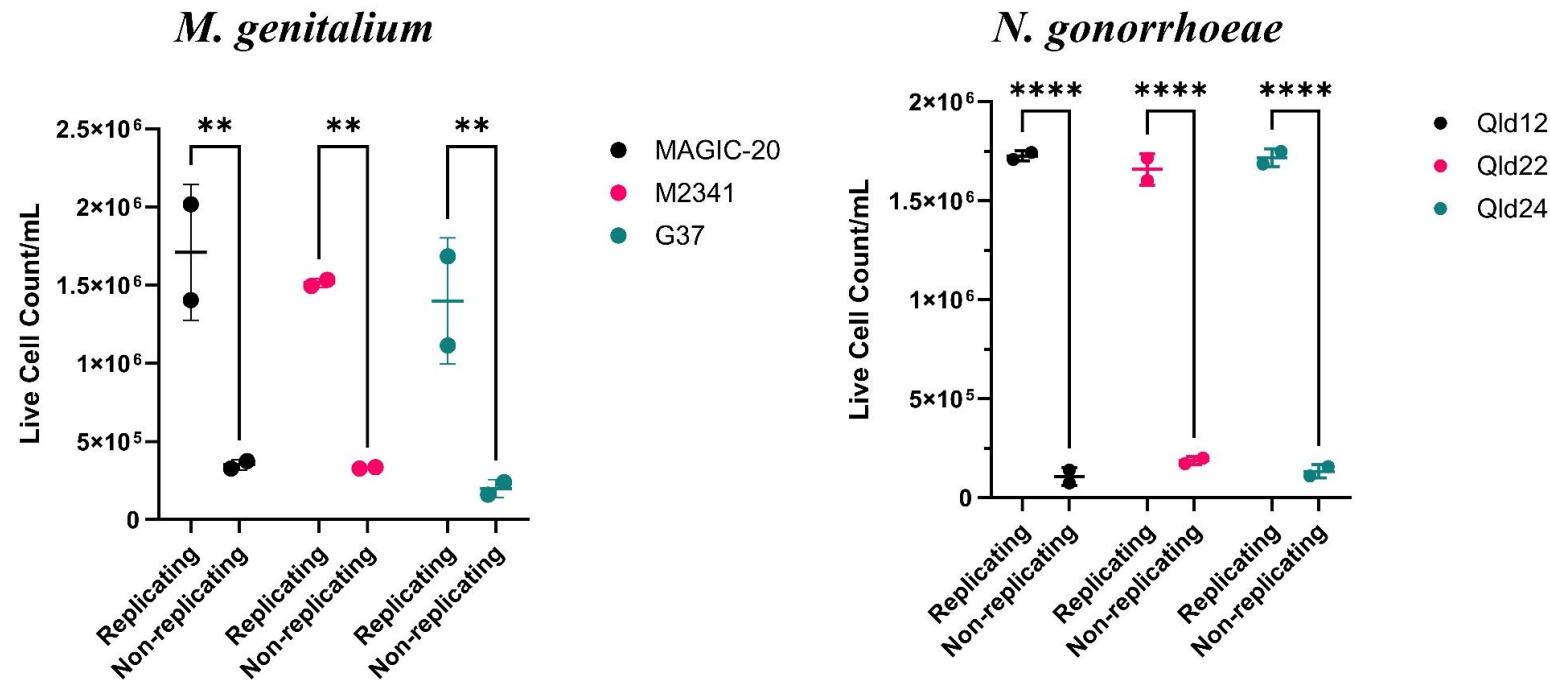 M. genitalium
**
**
**
2.5×10⁶
2×10⁶
1.5×10⁶
1×10⁶
5×10⁵
0
Live Cell Count/mL
Replicating
Non-replicating
Replicating
Non-replicating
Replicating
Non-replicating
MAGIC-20
M2341
G37
N. gonorrhoeae
****
****
****
2×10⁶
1.5×10⁶
1×10⁶
5×10⁵
0
Live Cell Count/mL
Replicating
Non-replicating
Replicating
Non-replicating
Replicating
Non-replicating
Qld12
Qld22
Qld24